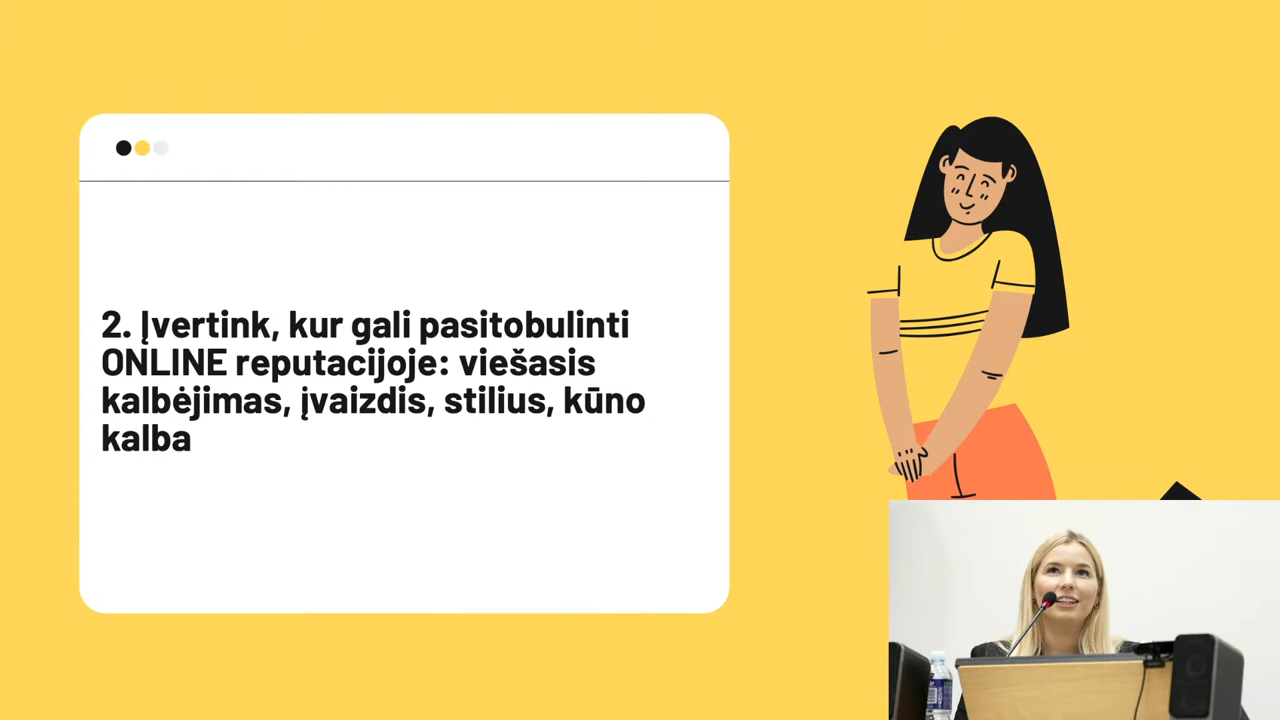 2. Įvertink, kur gali pasitobulinti
ONLINE reputacijoje: viešasis
kalbėjimas, įvaizdis, stilius, kūno
kalba